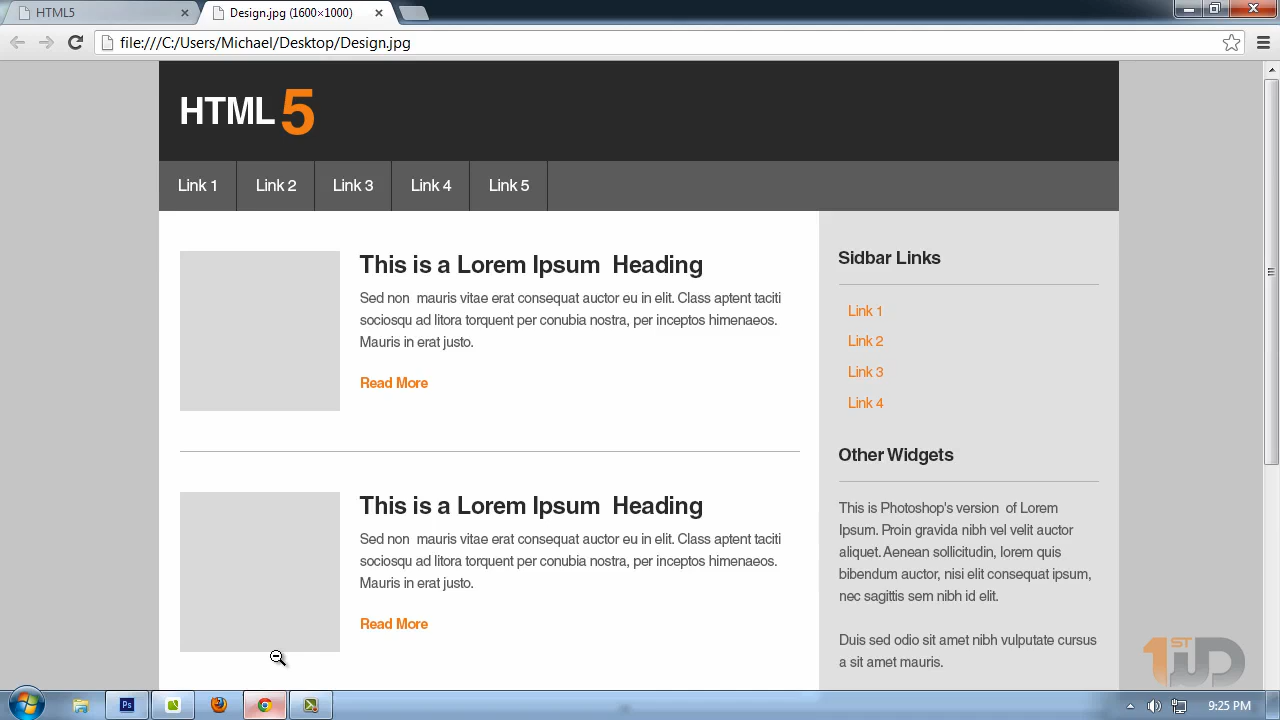 HTML5
Design.jpg (1600×1000)
file:///C:/Users/Michael/Desktop/Design.jpg
HTML 5
Link 1 Link 2 Link 3 Link 4 Link 5
This is a Lorem Ipsum Heading
Sed non mauris vitae erat consequat auctor eu in elit. Class aptent taciti
sociosqu ad litora torquent per conubia nostra, per inceptos himenaeos.
Mauris in erat justo.
Read More
This is a Lorem Ipsum Heading
Sed non mauris vitae erat consequat auctor eu in elit. Class aptent taciti
sociosqu ad litora torquent per conubia nostra, per inceptos himenaeos.
Mauris in erat justo.
Read More
Sidbar Links
Link 1
Link 2
Link 3
Link 4
Other Widgets
This is Photoshop's version of Lorem
Ipsum. Proin gravida nibh vel velit auctor
aliquet. Aenean sollicitudin, lorem quis
bibendum auctor, nisi elit consequat ipsum,
nec sagittis sem nibh id elit.
Duis sed odio sit amet nibh vulputate cursus
a sit amet mauris.
1ST UD
Ps
9:25 PM